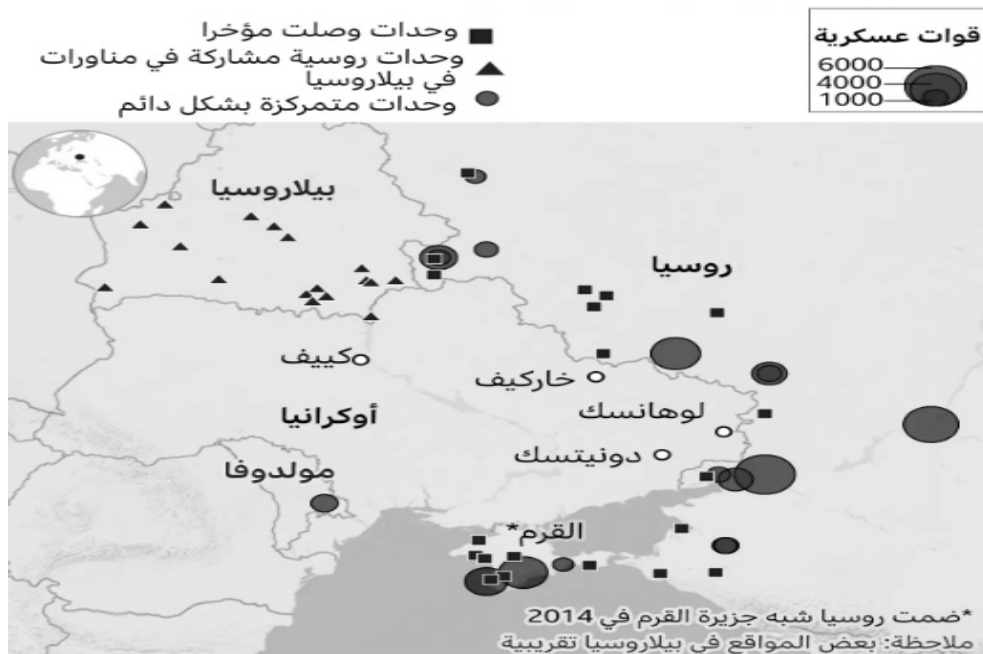 وحدات وصلت مؤخرا
وحدات روسية مشاركة في مناورات
في بيلاروسيا
وحدات متمركزة بشكل دائم
قوات عسكرية
6000
4000
1000
بيلاروسيا
روسيا
كييف
خاركيف
أوكرانيا
لوهانسك
دونيتسك
مولدوفا
القرم*
*ضمت روسيا شبه جزيرة القرم في 2014
ملاحظة: بعض المواقع في بيلاروسيا تقريبية